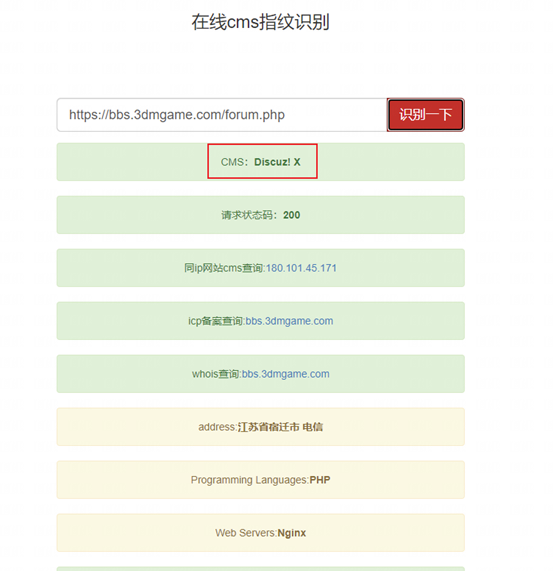 在线cms指纹识别
https://bbs.3dmgame.com/forum.php 识别一下
CMS：Discuz! X
请求状态码：200
同ip网站cms查询:180.101.45.171
icp备案查询:bbs.3dmgame.com
whois查询:bbs.3dmgame.com
address:江苏省宿迁市 电信
Programming Languages:PHP
Web Servers:Nginx